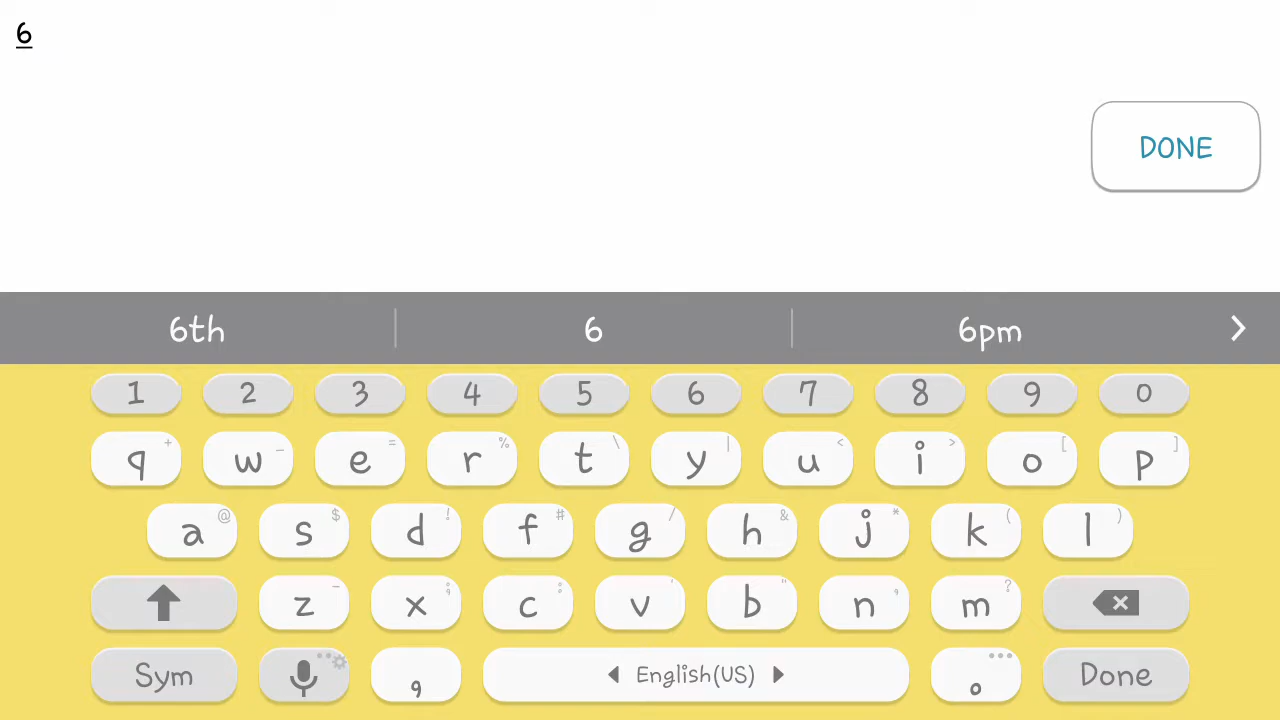 6
DONE
6th 6 6pm
1 2 3 4 5 6 7 8 9 0
q + w _ e = r % t \ y | u < i > o [ p ]
a @ s $ d ! f # g / h & j * k ( l )
z - x ; c : v ' b " n , m ?
Sym , English(US) . Done